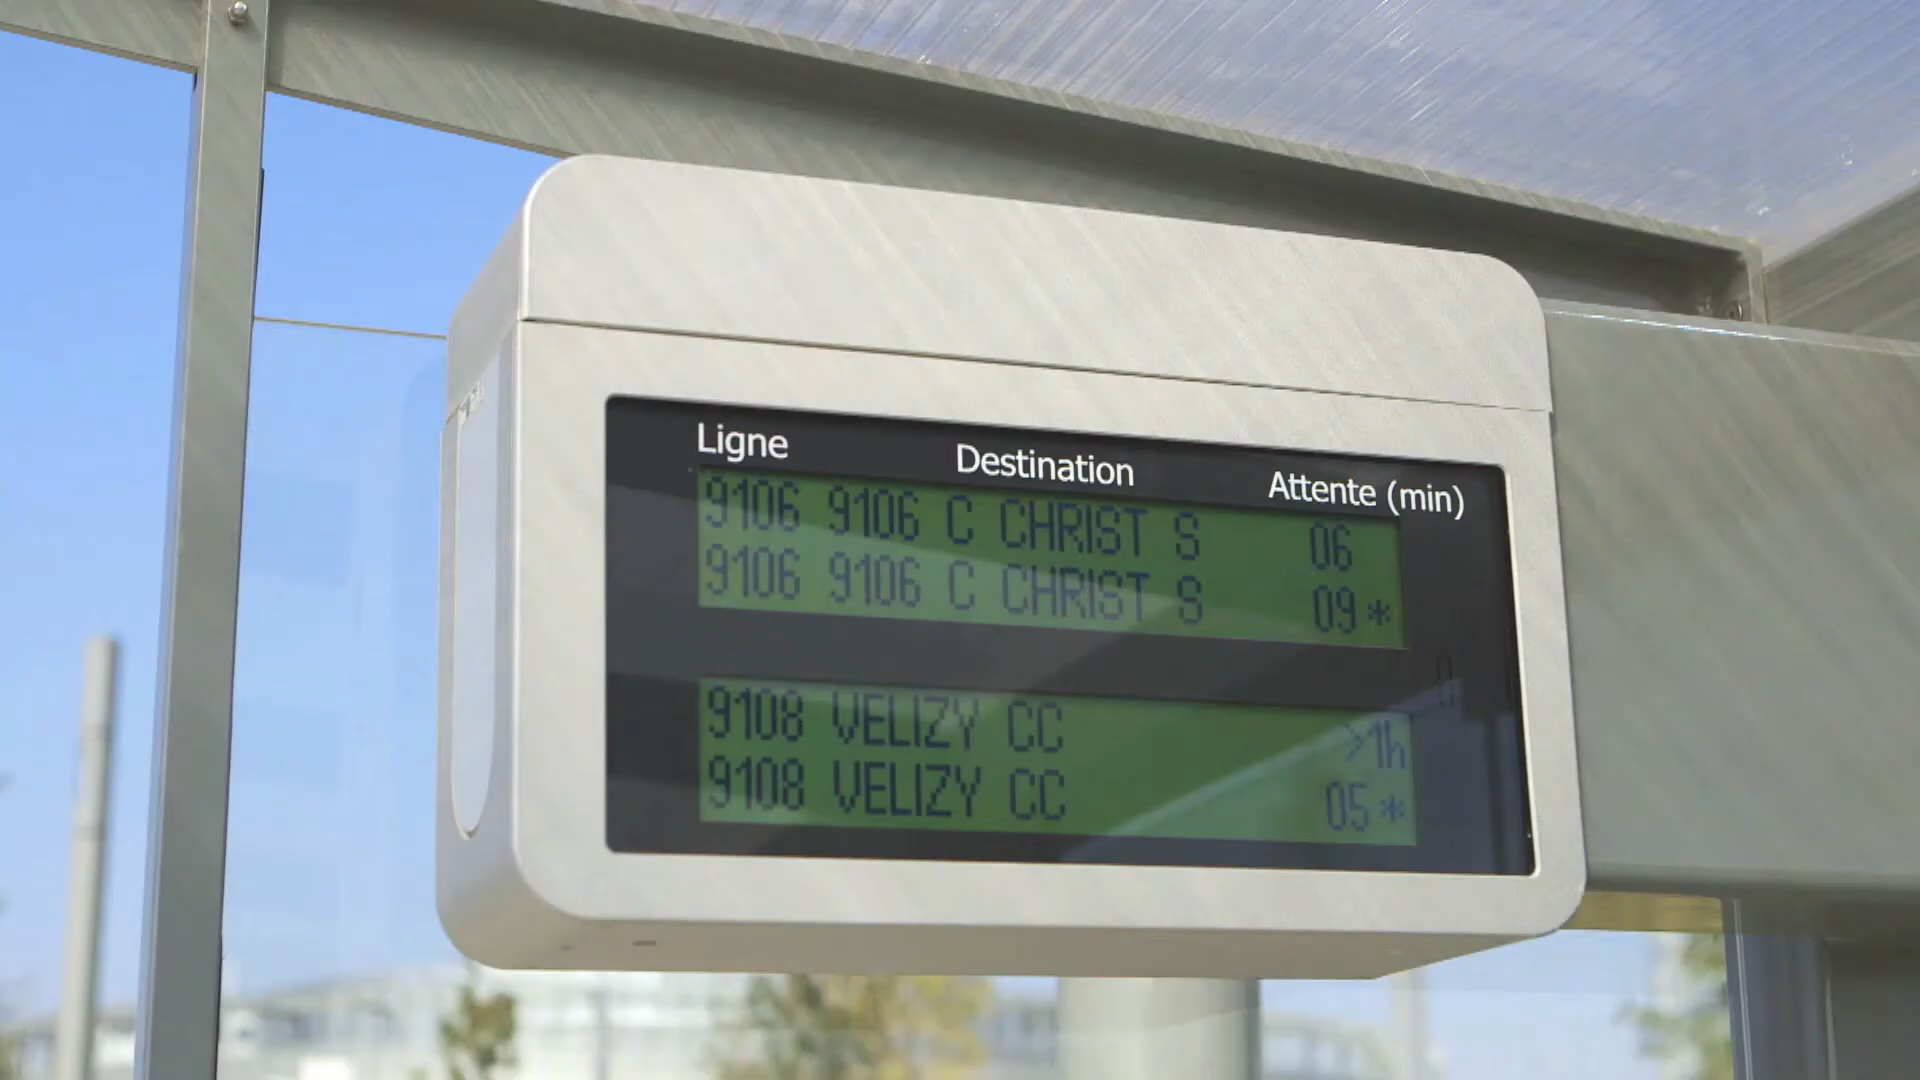 Ligne Destination Attente (min)
9106 9106 C CHRIST S 06
9106 9106 C CHRIST S 09*
9108 VELIZY CC >1h
9108 VELIZY CC 05*